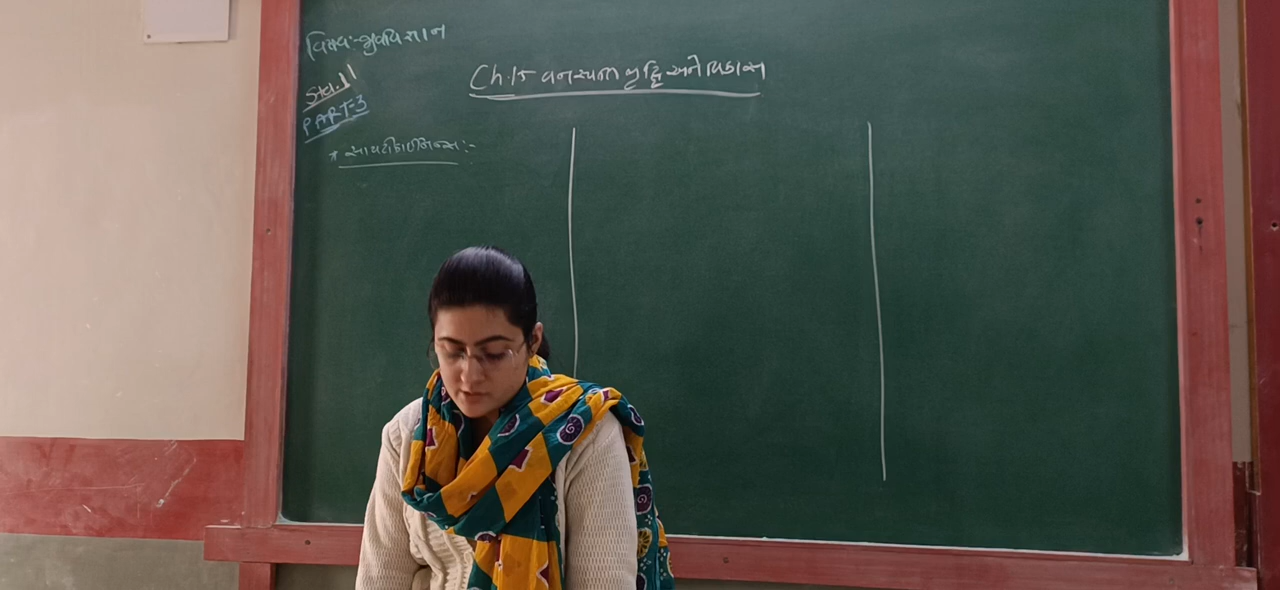 વિષય:-જીવવિજ્ઞાન
Std.11
PART-3
Ch.15 વનસ્પતિ વૃદ્ધિ અને વિકાસ
* સાયટોકાઈનિન્સ:-